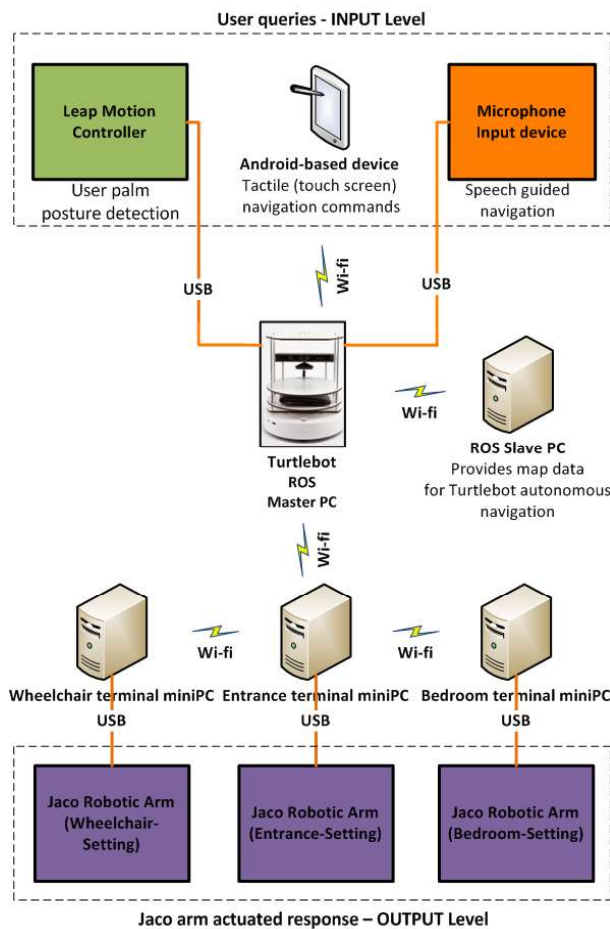 User queries - INPUT Level
Leap Motion
Controller
User palm
posture detection
Android-based device
Tactile (touch screen)
navigation commands
Microphone
Input device
Speech guided
navigation
USB
Wi-fi
USB
Turtlebot
ROS
Master PC
Wi-fi
ROS Slave PC
Provides map data
for Turtlebot autonomous
navigation
Wi-fi
Wi-fi
Wi-fi
Wheelchair terminal miniPC
Entrance terminal miniPC
Bedroom terminal miniPC
USB
USB
USB
Jaco Robotic Arm
(Wheelchair-
Setting)
Jaco Robotic Arm
(Entrance-Setting)
Jaco Robotic Arm
(Bedroom-Setting)
Jaco arm actuated response – OUTPUT Level